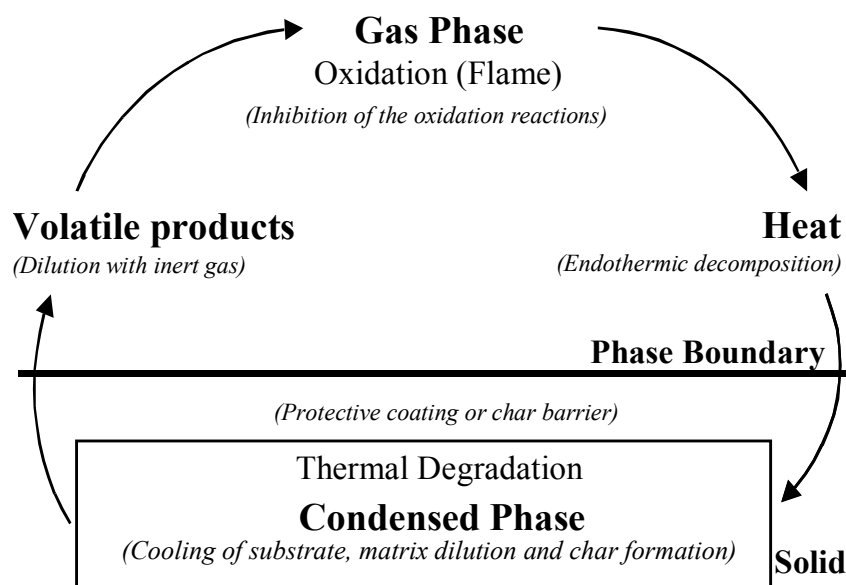 Gas Phase
Oxidation (Flame)
(Inhibition of the oxidation reactions)
Volatile products
(Dilution with inert gas)
Heat
(Endothermic decomposition)
Phase Boundary
(Protective coating or char barrier)
Thermal Degradation
Condensed Phase
(Cooling of substrate, matrix dilution and char formation)
Solid